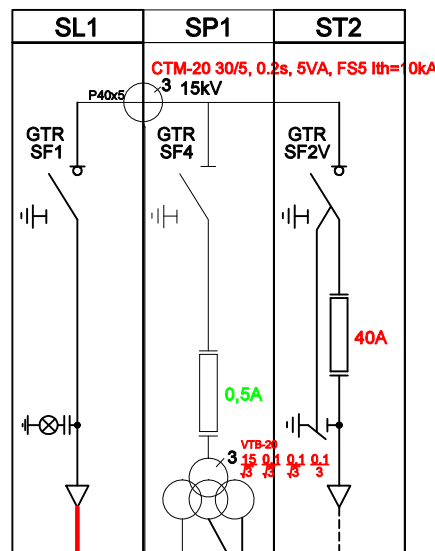 SL1 SP1 ST2
CTM-20 30/5, 0.2s, 5VA, FS5 Ith=10kA
P40x5 3 15kV
GTR GTR GTR
SF1 SF4 SF2V
40A
0,5A
VTB-20
3 15 0.1 0.1 0.1
√3 √3 √3 3